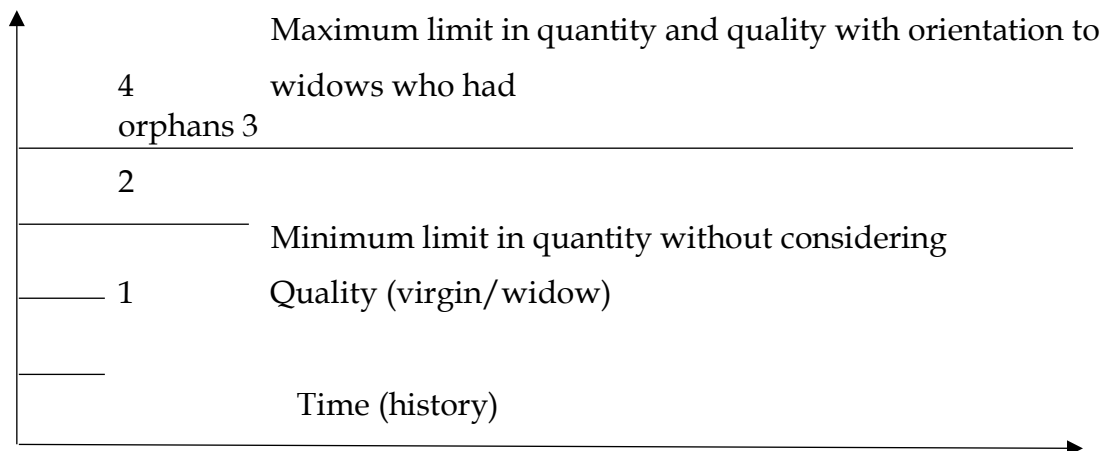 Maximum limit in quantity and quality with orientation to
4 widows who had
orphans 3
2
Minimum limit in quantity without considering
1 Quality (virgin/widow)
Time (history)